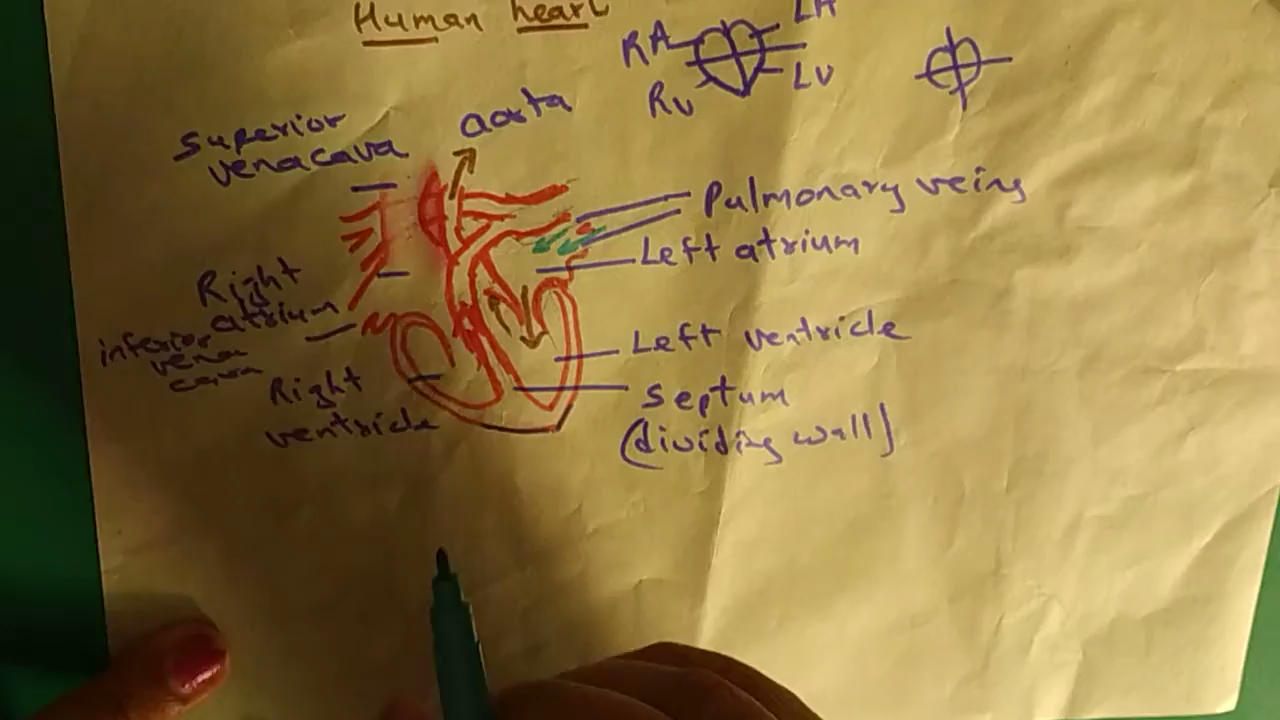 Human heart
LA
RA
LV
RV
aorta
superior
venacava
Pulmonary veins
Left atrium
Right
atrium
inferior
vena
cava
Left ventricle
Right
ventricle
septum
(dividing wall)